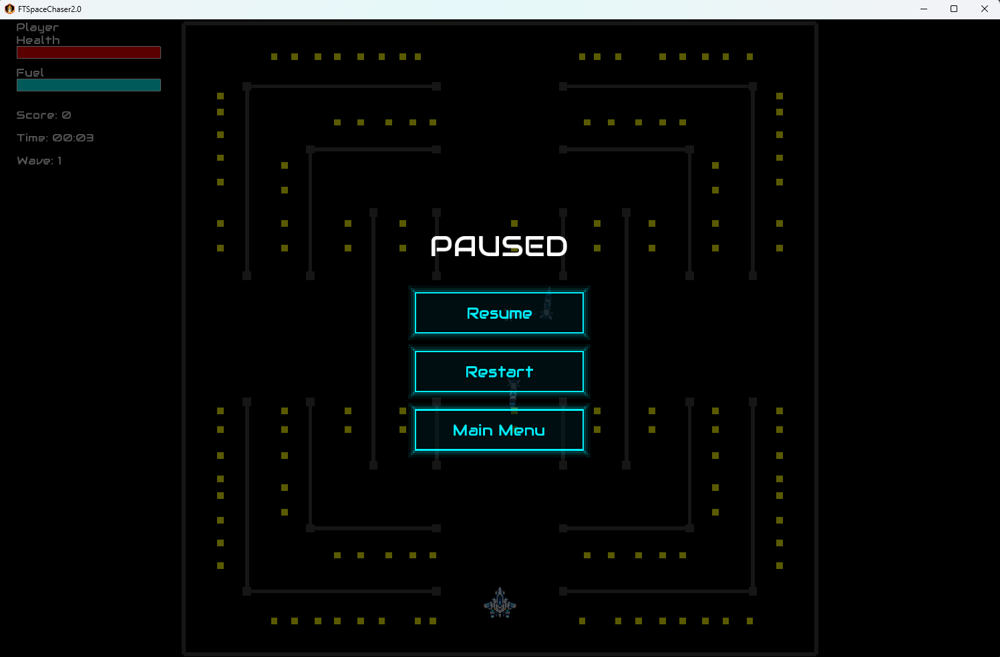 FTSpaceChaser2.0
Player
Health
Fuel
Score: 0
Time: 00:03
Wave: 1
PAUSED
Resume
Restart
Main Menu